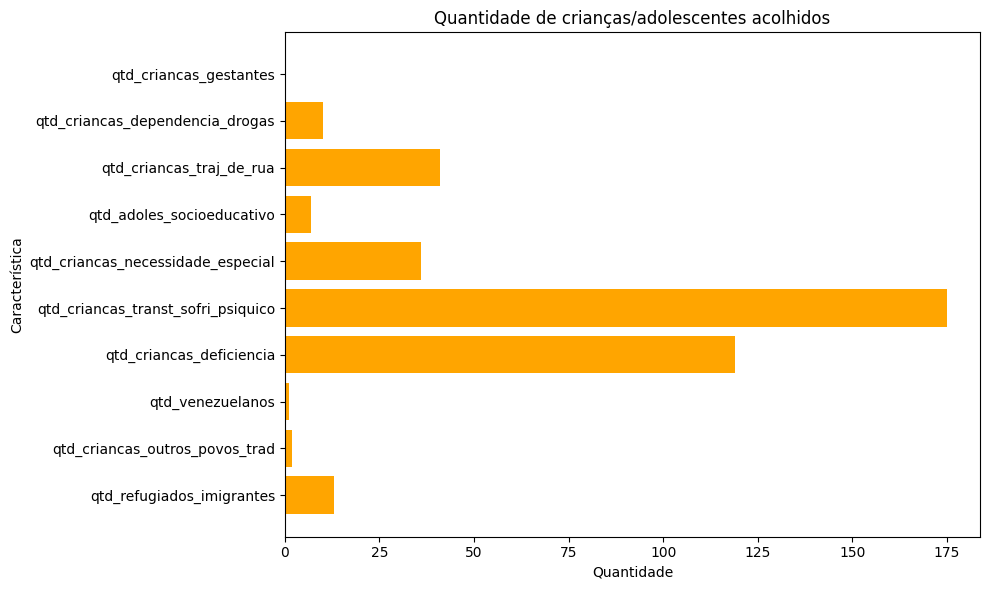 Quantidade de crianças/adolescentes acolhidos
qtd_criancas_gestantes
qtd_criancas_dependencia_drogas
qtd_criancas_traj_de_rua
qtd_adoles_socioeducativo
qtd_criancas_necessidade_especial
qtd_criancas_transt_sofri_psiquico
qtd_criancas_deficiencia
qtd_venezuelanos
qtd_criancas_outros_povos_trad
qtd_refugiados_imigrantes
Característica
0 25 50 75 100 125 150 175
Quantidade